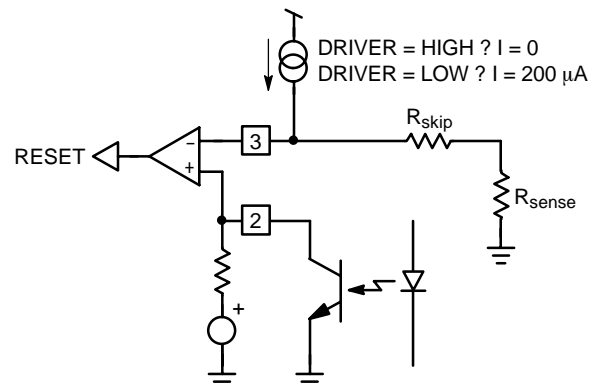 DRIVER = HIGH ? I = 0
DRIVER = LOW ? I = 200 μA
Rskip
3
−
RESET
+
Rsense
2
+